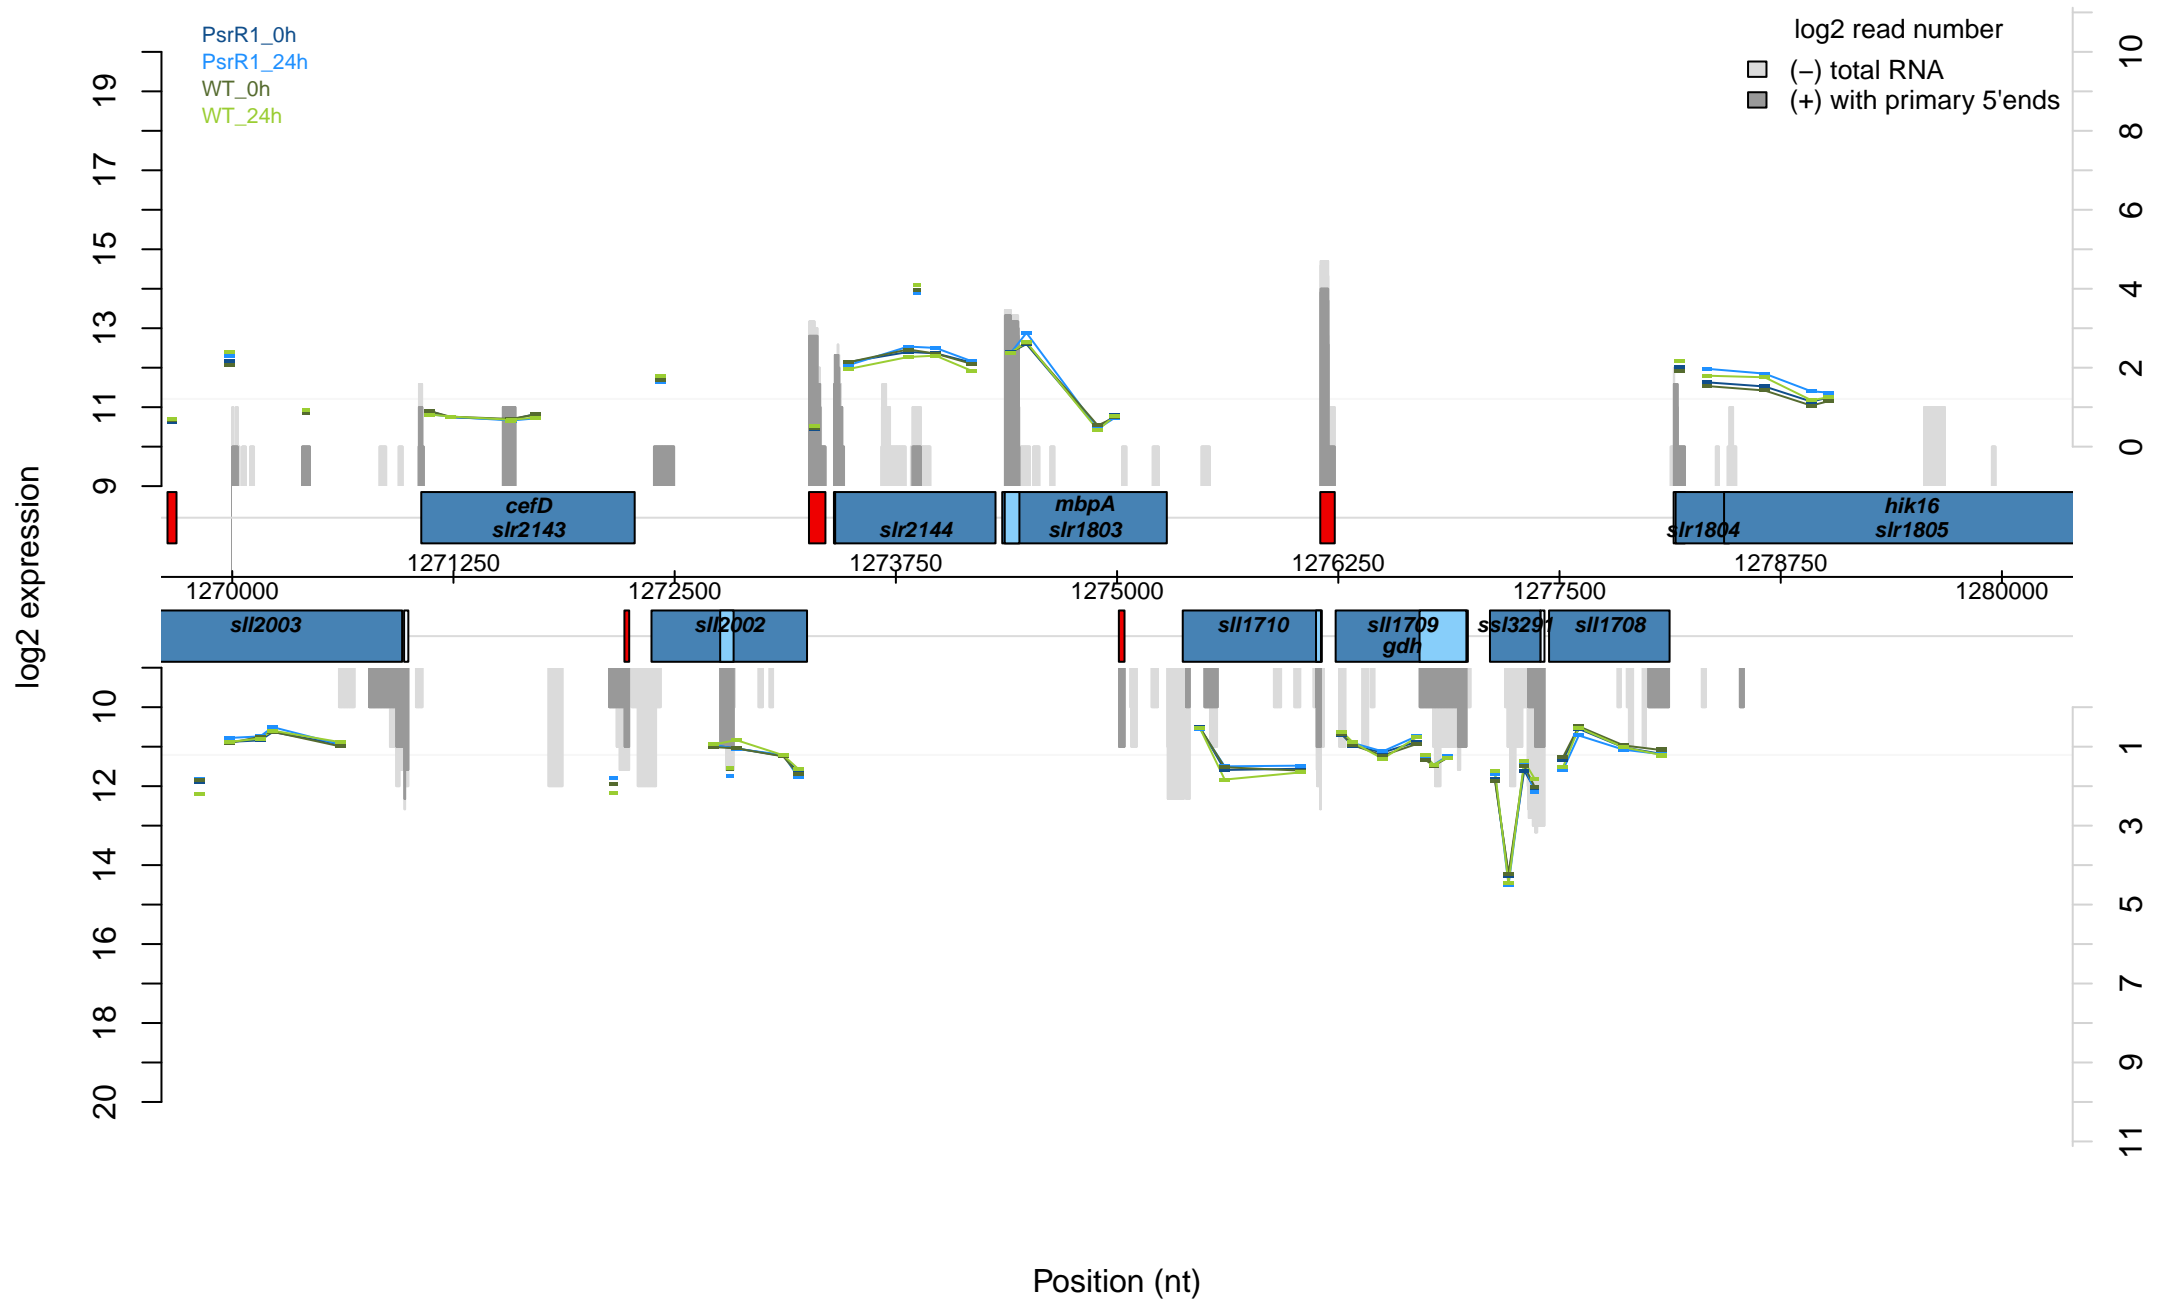 PsrR1_0h
PsrR1_24h
WT_0h
WT_24h
log2 read number
(−) total RNA
(+) with primary 5'ends
19
17
15
13
11
9
10
8
6
4
2
0
log2 expression
cefD
slr2143
slr2144
mbpA
slr1803
slr1804
hik16
slr1805
1271250
1273750
1276250
1278750
1270000
1272500
1275000
1277500
1280000
sll2003
sll2002
sll1710
sll1709
gdh
ssl3291
sll1708
10
12
14
16
18
20
1
3
5
7
9
11
Position (nt)